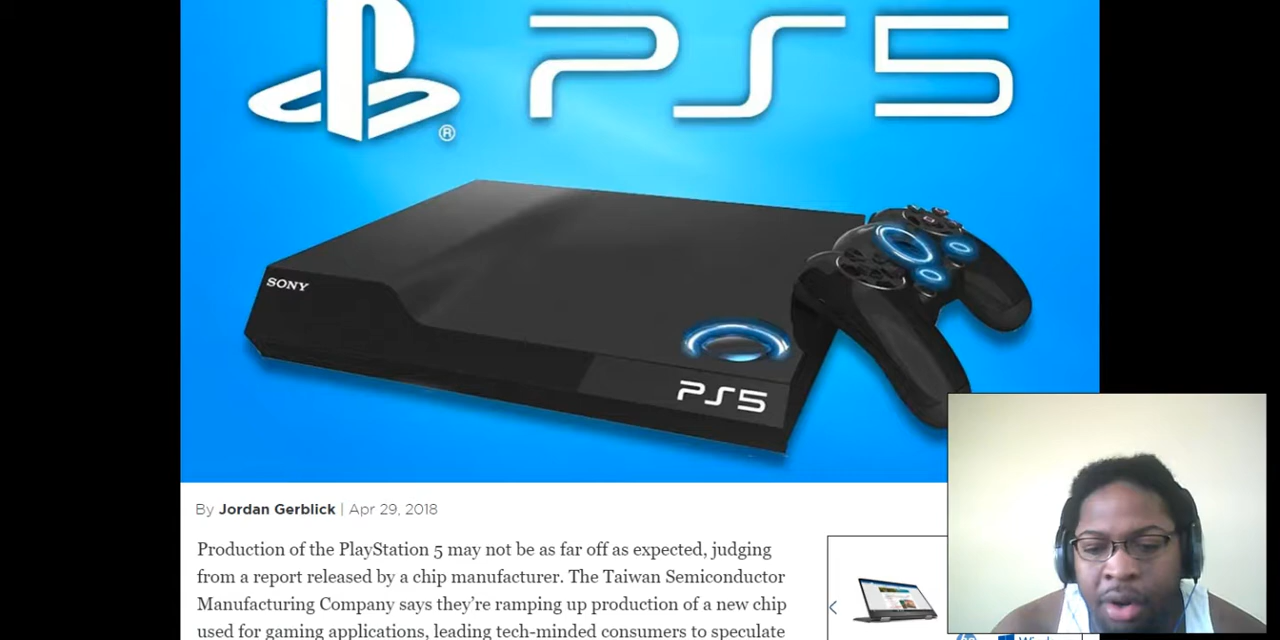 PS5
®
SONY
PS5
By Jordan Gerblick | Apr 29, 2018
Production of the PlayStation 5 may not be as far off as expected, judging
from a report released by a chip manufacturer. The Taiwan Semiconductor
Manufacturing Company says they're ramping up production of a new chip
used for gaming applications, leading tech-minded consumers to speculate
hp Windows